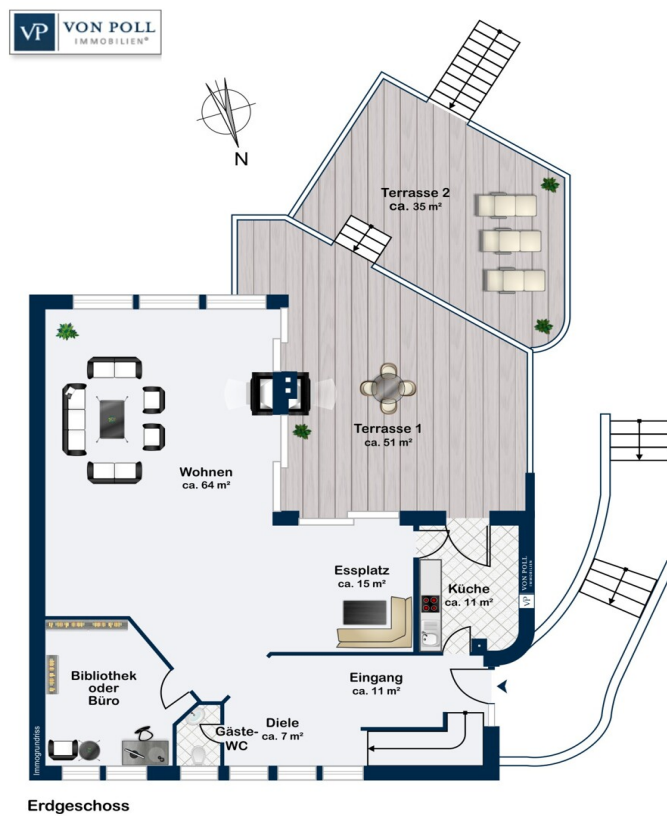 VP VON POLL
IMMOBILIEN®
N
Terrasse 2
ca. 35 m²
Terrasse 1
ca. 51 m²
Wohnen
ca. 64 m²
Essplatz
ca. 15 m²
Küche
ca. 11 m²
VP VON POLL
IMMOBILIEN
Bibliothek
oder
Büro
Eingang
ca. 11 m²
Diele
ca. 7 m²
Gäste-
WC
Immogrundriss
Erdgeschoss